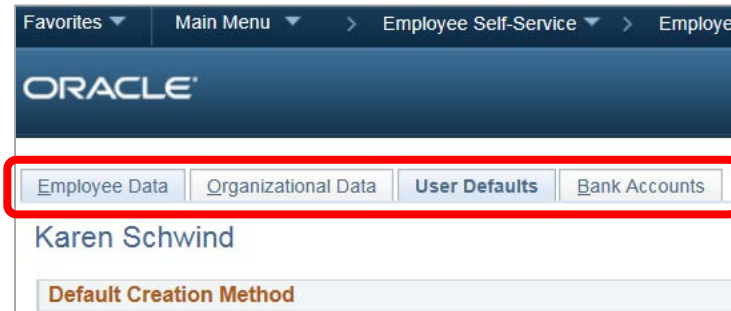 Favorites Main Menu > Employee Self-Service > Employe
ORACLE®
Employee Data Organizational Data User Defaults Bank Accounts
Karen Schwind
Default Creation Method